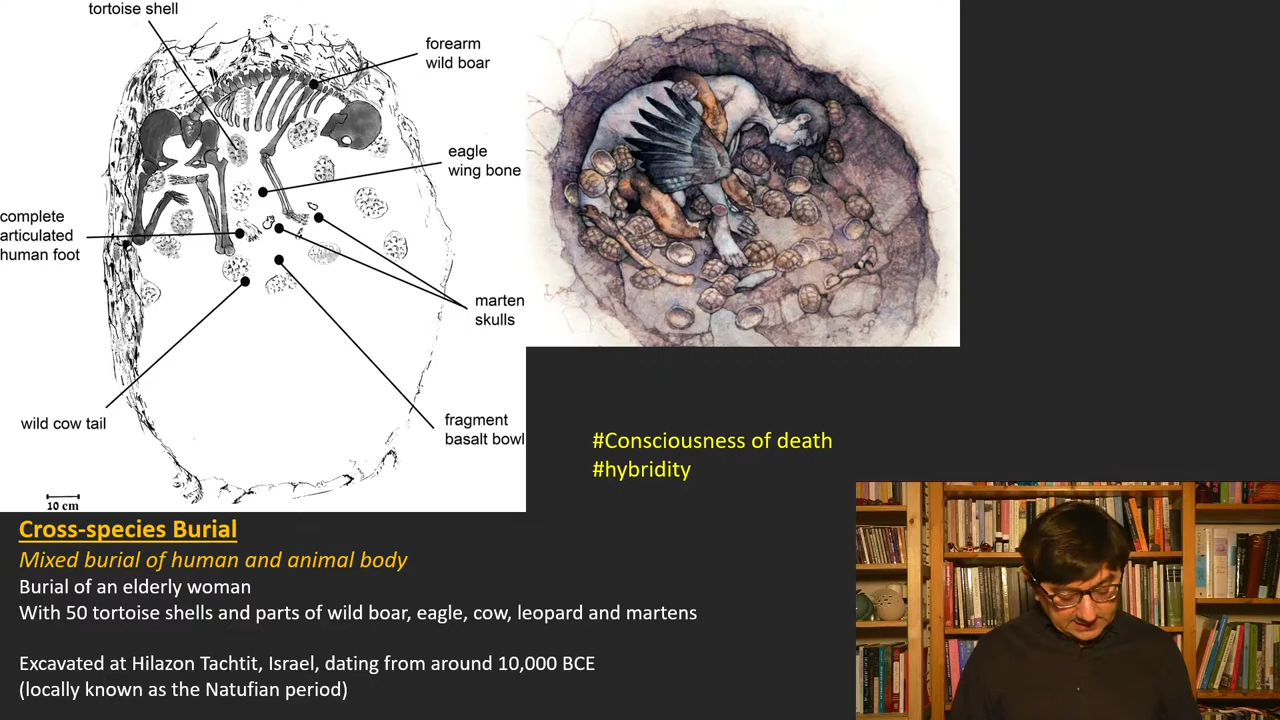 tortoise shell
forearm
wild boar
eagle
wing bone
complete
articulated
human foot
marten
skulls
wild cow tail
fragment
basalt bowl
10 cm
#Consciousness of death
#hybridity
Cross-species Burial
Mixed burial of human and animal body
Burial of an elderly woman
With 50 tortoise shells and parts of wild boar, eagle, cow, leopard and martens
Excavated at Hilazon Tachtit, Israel, dating from around 10,000 BCE
(locally known as the Natufian period)